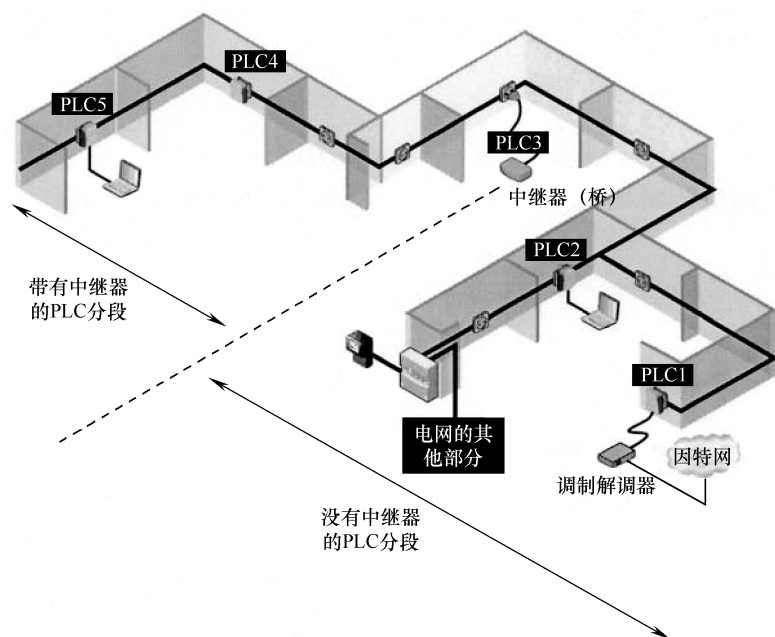 PLC4
PLC5
PLC3
中继器（桥）
PLC2
带有中继器
的PLC分段
PLC1
电网的其
他部分
因特网
调制解调器
没有中继器
的PLC分段